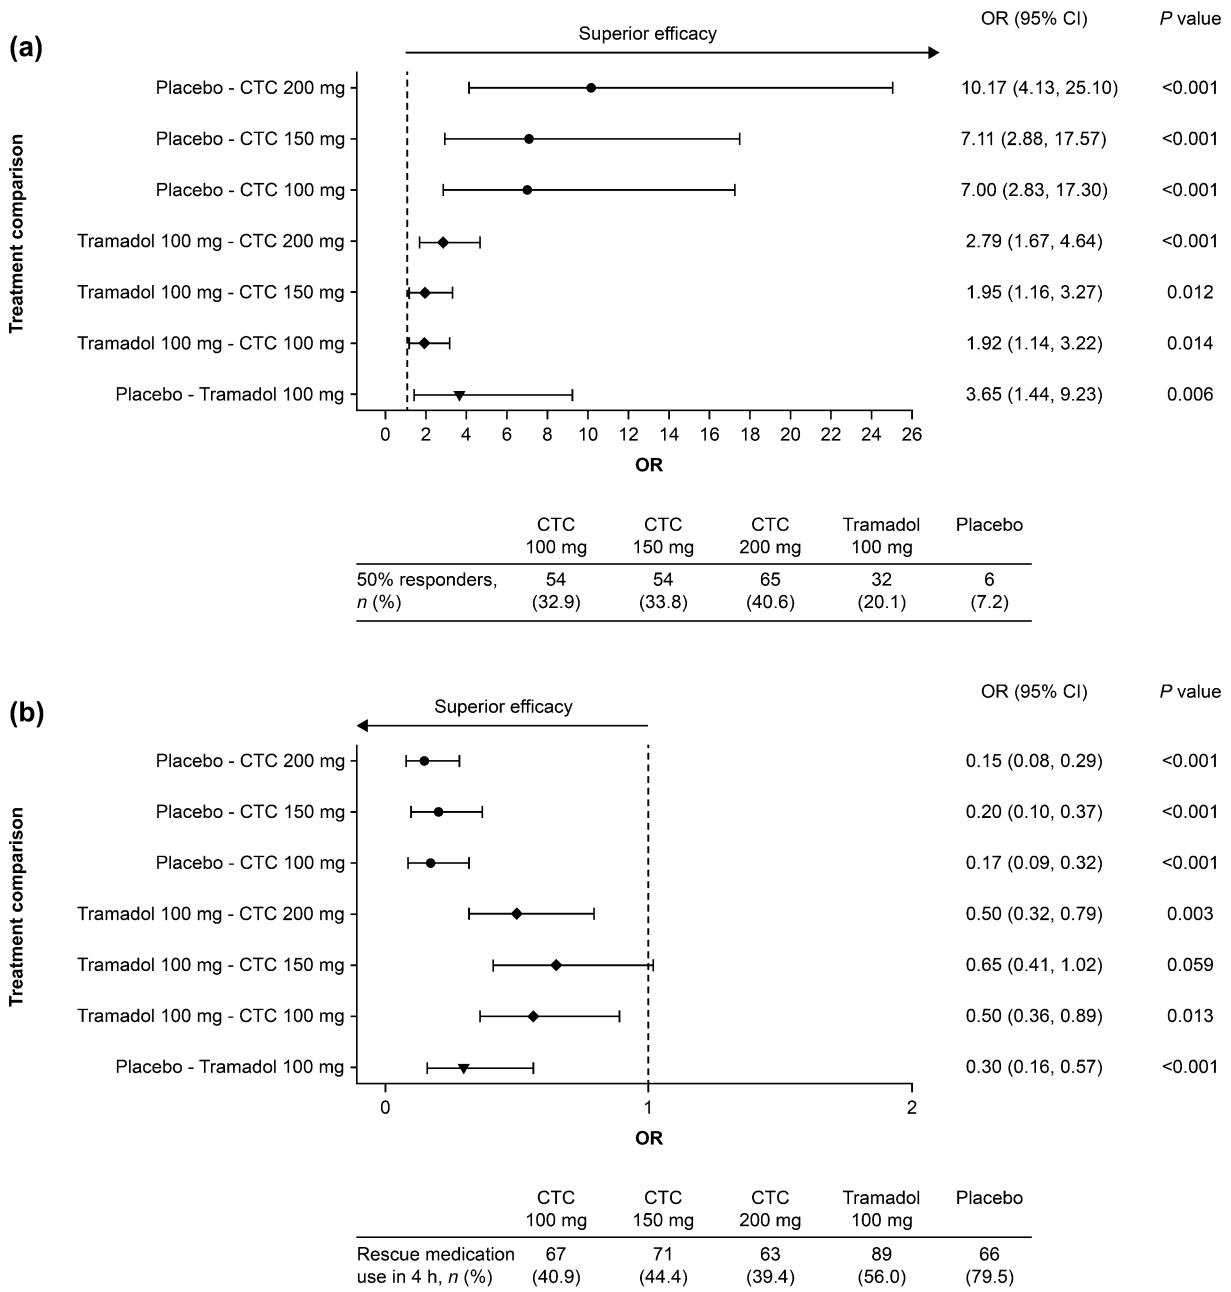 (a)
Superior efficacy
OR (95% CI) P value
Treatment comparison
Placebo - CTC 200 mg 10.17 (4.13, 25.10) <0.001
Placebo - CTC 150 mg 7.11 (2.88, 17.57) <0.001
Placebo - CTC 100 mg 7.00 (2.83, 17.30) <0.001
Tramadol 100 mg - CTC 200 mg 2.79 (1.67, 4.64) <0.001
Tramadol 100 mg - CTC 150 mg 1.95 (1.16, 3.27) 0.012
Tramadol 100 mg - CTC 100 mg 1.92 (1.14, 3.22) 0.014
Placebo - Tramadol 100 mg 3.65 (1.44, 9.23) 0.006
0 2 4 6 8 10 12 14 16 18 20 22 24 26
OR
CTC CTC CTC Tramadol Placebo
100 mg 150 mg 200 mg 100 mg
50% responders, 54 54 65 32 6
n (%) (32.9) (33.8) (40.6) (20.1) (7.2)
(b)
Superior efficacy
OR (95% CI) P value
Treatment comparison
Placebo - CTC 200 mg 0.15 (0.08, 0.29) <0.001
Placebo - CTC 150 mg 0.20 (0.10, 0.37) <0.001
Placebo - CTC 100 mg 0.17 (0.09, 0.32) <0.001
Tramadol 100 mg - CTC 200 mg 0.50 (0.32, 0.79) 0.003
Tramadol 100 mg - CTC 150 mg 0.65 (0.41, 1.02) 0.059
Tramadol 100 mg - CTC 100 mg 0.50 (0.36, 0.89) 0.013
Placebo - Tramadol 100 mg 0.30 (0.16, 0.57) <0.001
0 1 2
OR
CTC CTC CTC Tramadol Placebo
100 mg 150 mg 200 mg 100 mg
Rescue medication 67 71 63 89 66
use in 4 h, n (%) (40.9) (44.4) (39.4) (56.0) (79.5)